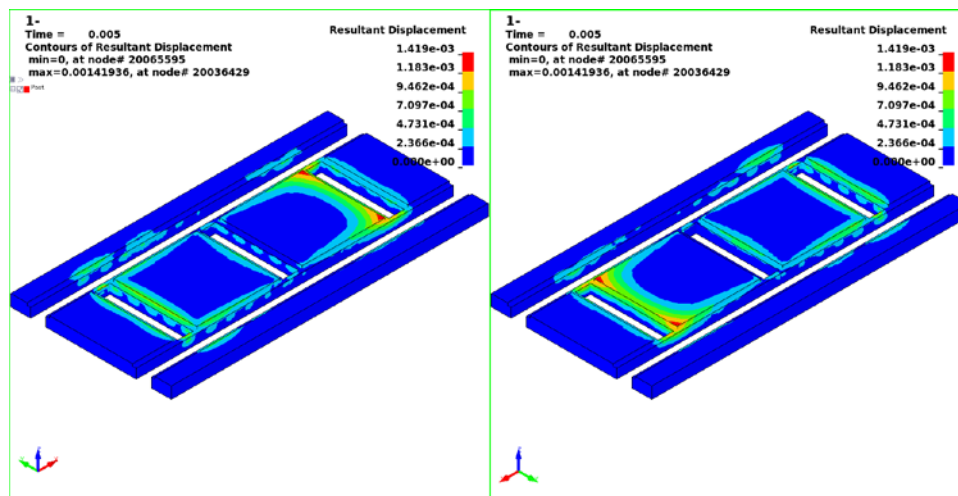 1-
Time = 0.005
Contours of Resultant Displacement
min=0, at node# 20065595
max=0.00141936, at node# 20036429
Part
Resultant Displacement
1.419e-03
1.183e-03
9.462e-04
7.097e-04
4.731e-04
2.366e-04
0.000e+00
1-
Time = 0.005
Contours of Resultant Displacement
min=0, at node# 20065595
max=0.00141936, at node# 20036429
Resultant Displacement
1.419e-03
1.183e-03
9.462e-04
7.097e-04
4.731e-04
2.366e-04
0.000e+00